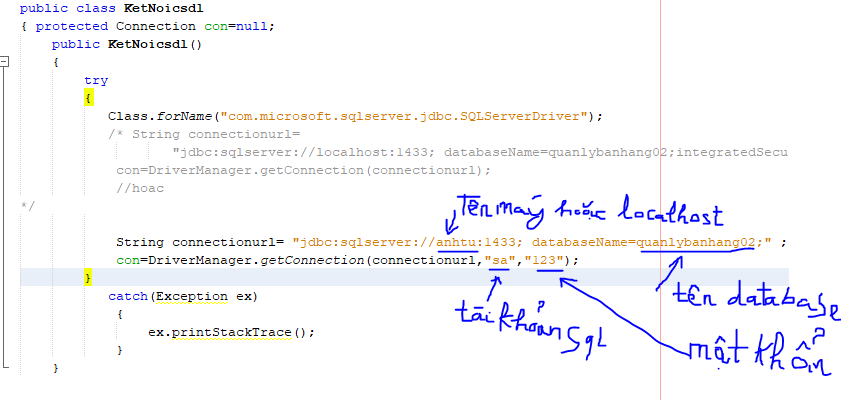 public class KetNoicsdl
{ protected Connection con=null;
public KetNoicsdl()
{
try
{
Class.forName("com.microsoft.sqlserver.jdbc.SQLServerDriver");
/* String connectionurl=
"jdbc:sqlserver://localhost:1433; databaseName=quanlybanhang02;integratedSecu
con=DriverManager.getConnection(connectionurl);
//hoac
*/
tên máy hoặc localhost
String connectionurl= "jdbc:sqlserver://anhtu:1433; databaseName=quanlybanhang02;" ;
con=DriverManager.getConnection(connectionurl,"sa","123");
}
tên database
catch(Exception ex)
tài khoản sql
{
ex.printStackTrace();
mật khẩu
}
}